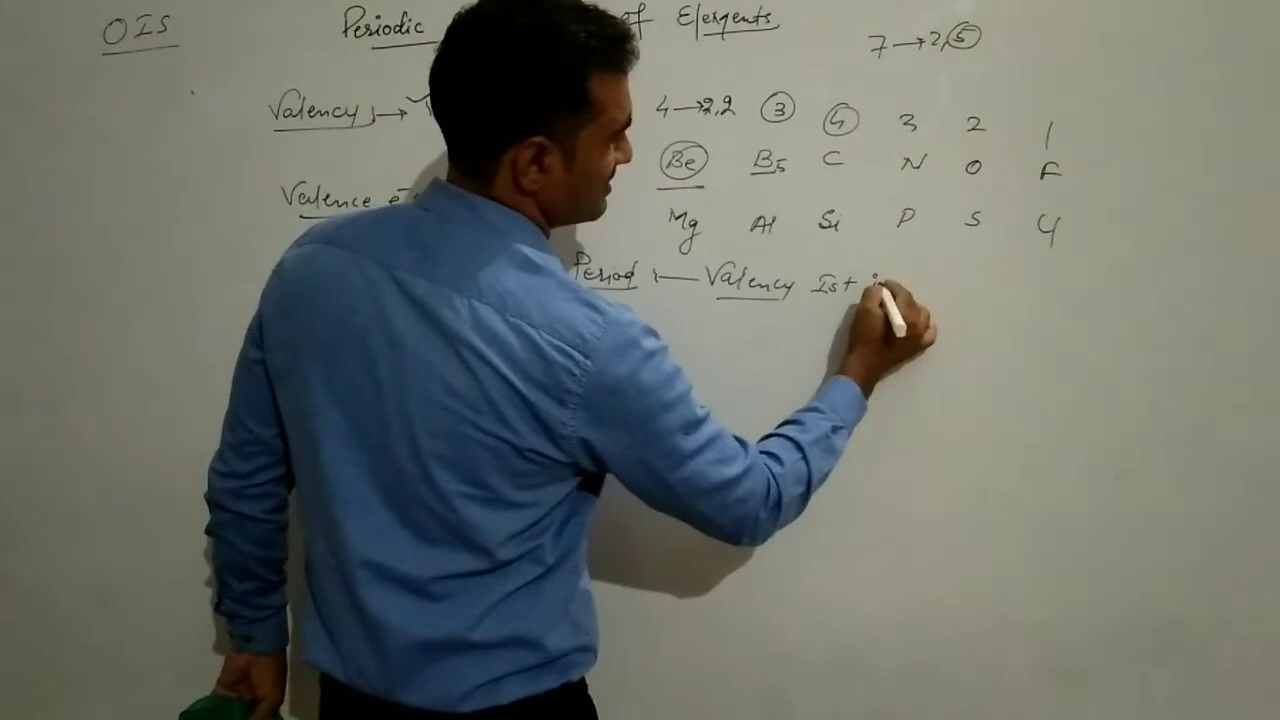 OIS
Periodic of Elements
7 → 2,5
Valency :→
4 → 2,2 3 4 3 2 1
Be B5 C N O F
Valence e
Mg Al Si P S Cl
Period :— Valency Ist